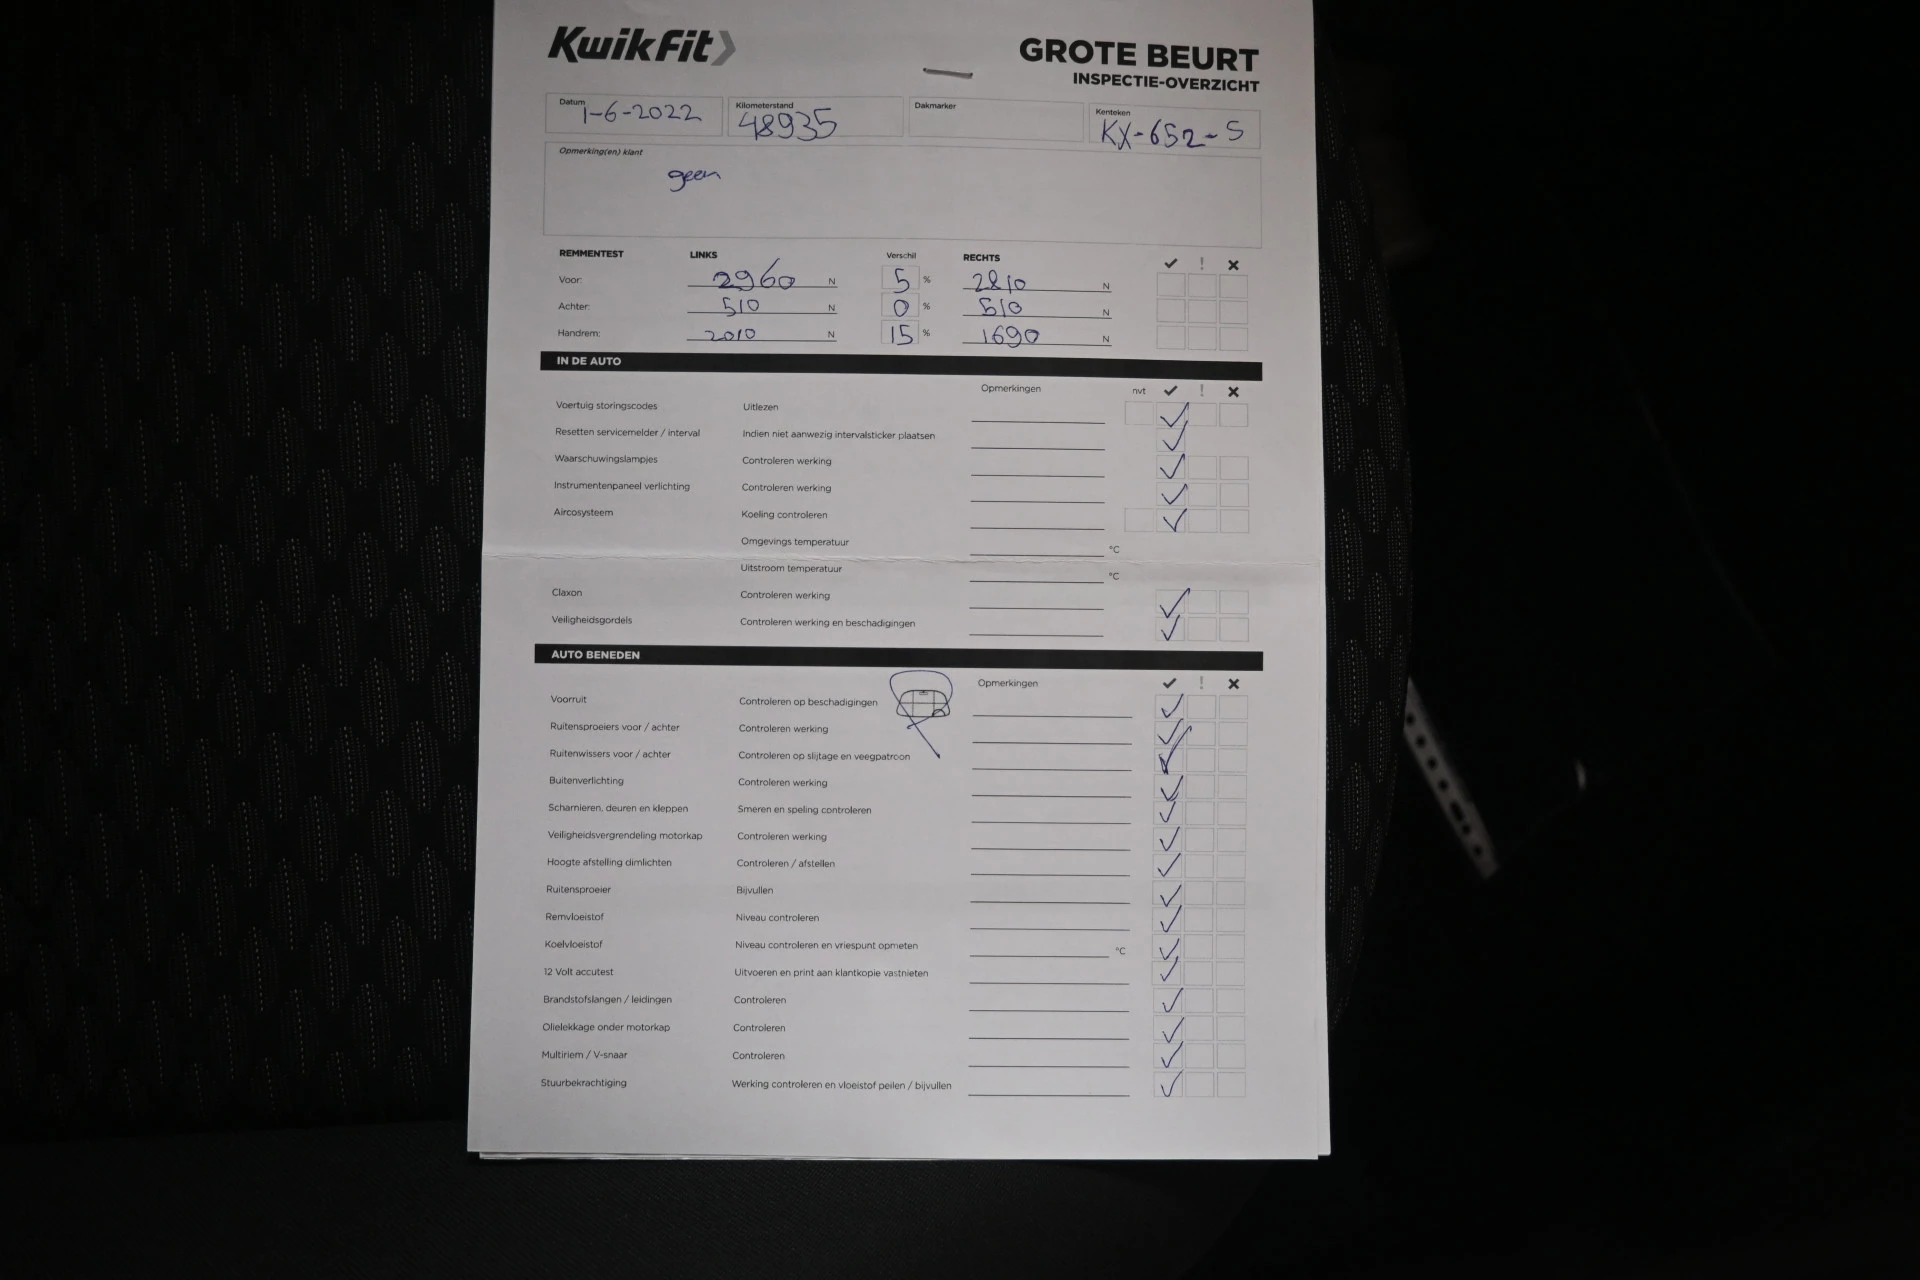 KwikFit
GROTE BEURT
INSPECTIE-OVERZICHT
Datum Kilometerstand Dakmarker Kenteken
1-6-2022 48935 KX-652-S
Opmerking(en) klant
geen
REMMENTEST LINKS Verschil RECHTS ✓ ! ✗
Voor: 2960 N 5 % 2810 N
Achter: 510 N 0 % 510 N
Handrem: 2010 N 15 % 1690 N
IN DE AUTO
Opmerkingen nvt ✓ ! ✗
Voertuig storingscodes Uitlezen ✓
Resetten servicemelder / interval Indien niet aanwezig intervalsticker plaatsen ✓
Waarschuwingslampjes Controleren werking ✓
Instrumentenpaneel verlichting Controleren werking ✓
Aircosysteem Koeling controleren ✓
Omgevings temperatuur °C
Uitstroom temperatuur °C
Claxon Controleren werking ✓
Veiligheidsgordels Controleren werking en beschadigingen ✓
AUTO BENEDEN
Opmerkingen ✓ ! ✗
Voorruit Controleren op beschadigingen ✓
Ruitensproeiers voor / achter Controleren werking ✓
Ruitenwissers voor / achter Controleren op slijtage en veegpatroon ✓
Buitenverlichting Controleren werking ✓
Scharnieren, deuren en kleppen Smeren en speling controleren ✓
Veiligheidsvergrendeling motorkap Controleren werking ✓
Hoogte afstelling dimlichten Controleren / afstellen ✓
Ruitensproeier Bijvullen ✓
Remvloeistof Niveau controleren ✓
Koelvloeistof Niveau controleren en vriespunt opmeten °C ✓
12 Volt accutest Uitvoeren en print aan klantkopie vastnieten ✓
Brandstofslangen / leidingen Controleren ✓
Olielekkage onder motorkap Controleren ✓
Multiriem / V-snaar Controleren ✓
Stuurbekrachtiging Werking controleren en vloeistof peilen / bijvullen ✓